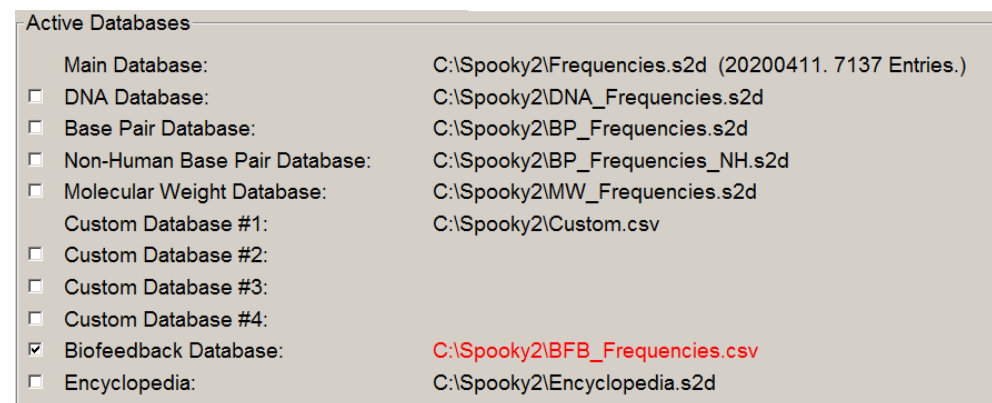 Active Databases
Main Database: C:\Spooky2\Frequencies.s2d (20200411. 7137 Entries.)
DNA Database: C:\Spooky2\DNA_Frequencies.s2d
Base Pair Database: C:\Spooky2\BP_Frequencies.s2d
Non-Human Base Pair Database: C:\Spooky2\BP_Frequencies_NH.s2d
Molecular Weight Database: C:\Spooky2\MW_Frequencies.s2d
Custom Database #1: C:\Spooky2\Custom.csv
Custom Database #2:
Custom Database #3:
Custom Database #4:
Biofeedback Database: C:\Spooky2\BFB_Frequencies.csv
Encyclopedia: C:\Spooky2\Encyclopedia.s2d